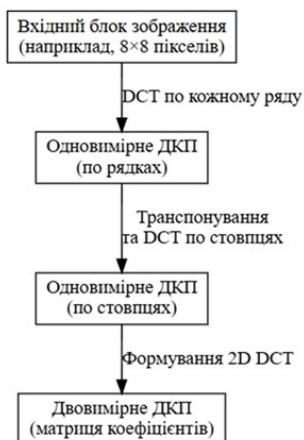 Вхідний блок зображення
(наприклад, 8×8 пікселів)
DCT по кожному ряду
Одновимірне ДКП
(по рядках)
Транспонування
та DCT по стовпцях
Одновимірне ДКП
(по стовпцях)
Формування 2D DCT
Двовимірне ДКП
(матриця коефіцієнтів)